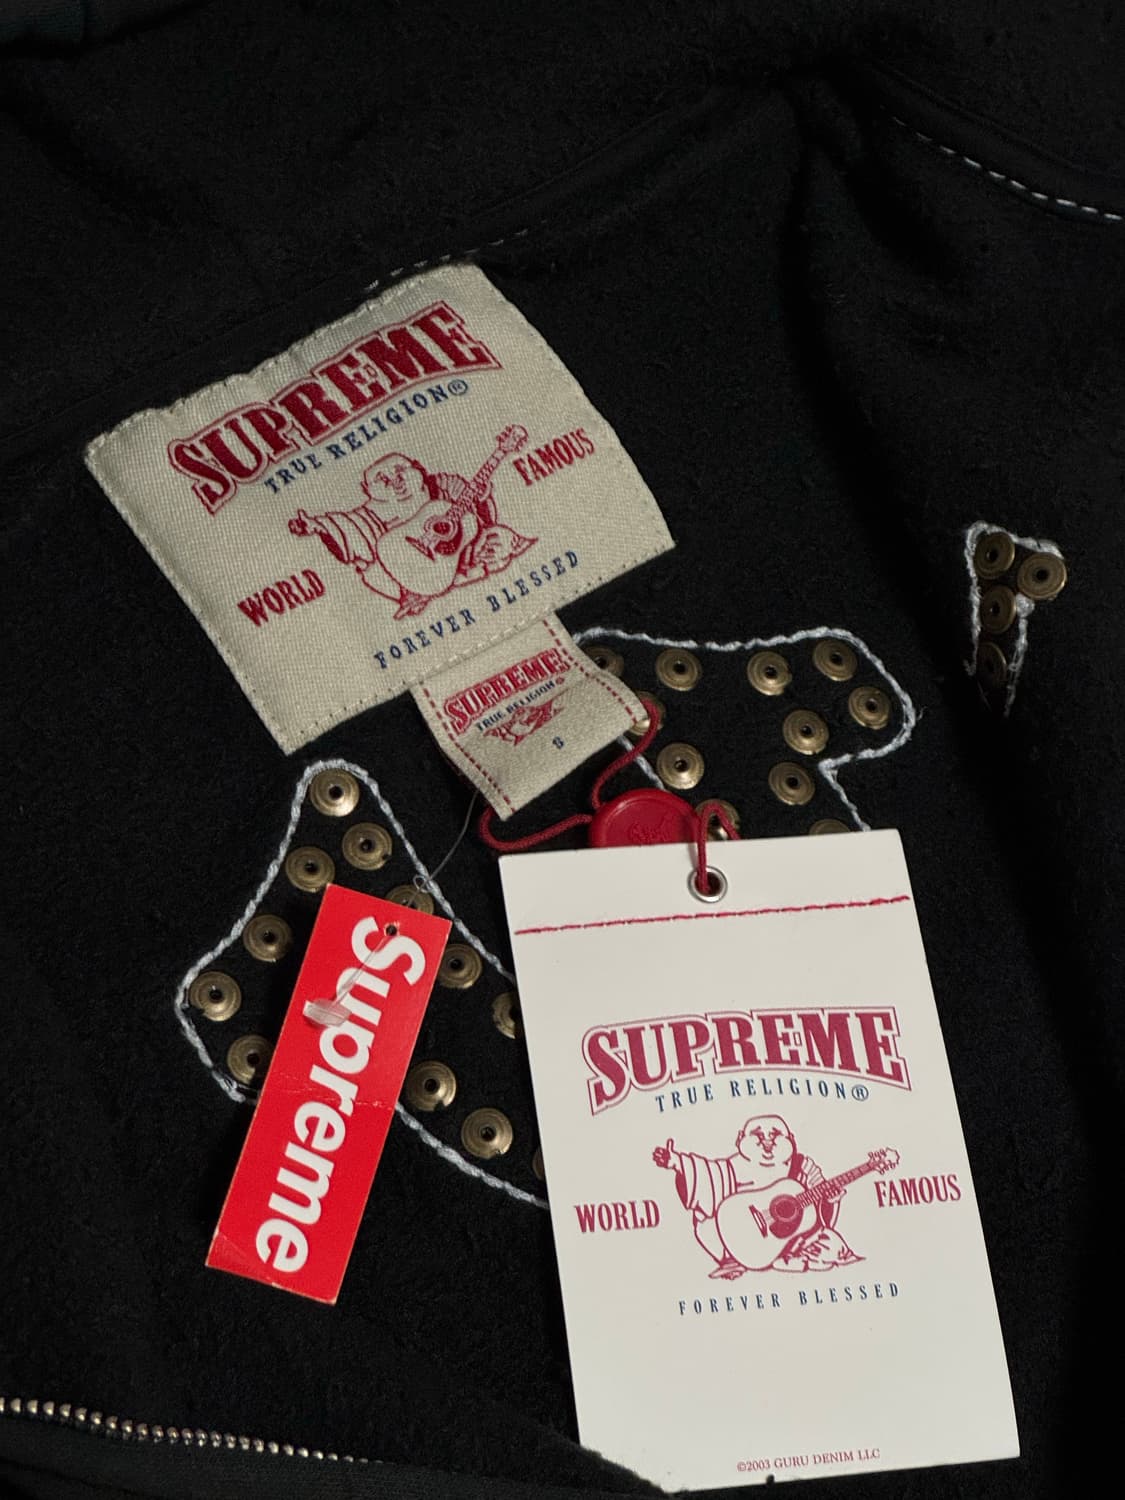 SUPREME
TRUE RELIGION®
WORLD FAMOUS
FOREVER BLESSED
SUPREME
TRUE RELIGION
S
Supreme
SUPREME
TRUE RELIGION®
WORLD FAMOUS
FOREVER BLESSED
©2003 GURU DENIM LLC